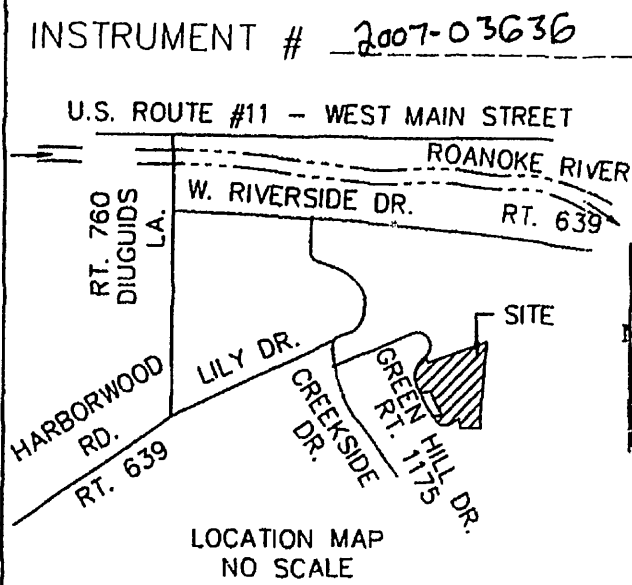 INSTRUMENT # 2007-03636
U.S. ROUTE #11 - WEST MAIN STREET
ROANOKE RIVER
W. RIVERSIDE DR.
RT. 639
RT. 760
DIUGUIDS
LA.
SITE
LILY DR.
HARBORWOOD
RD.
RT. 639
CREEKSIDE
DR.
GREEN HILL DR.
RT. 1175
LOCATION MAP
NO SCALE